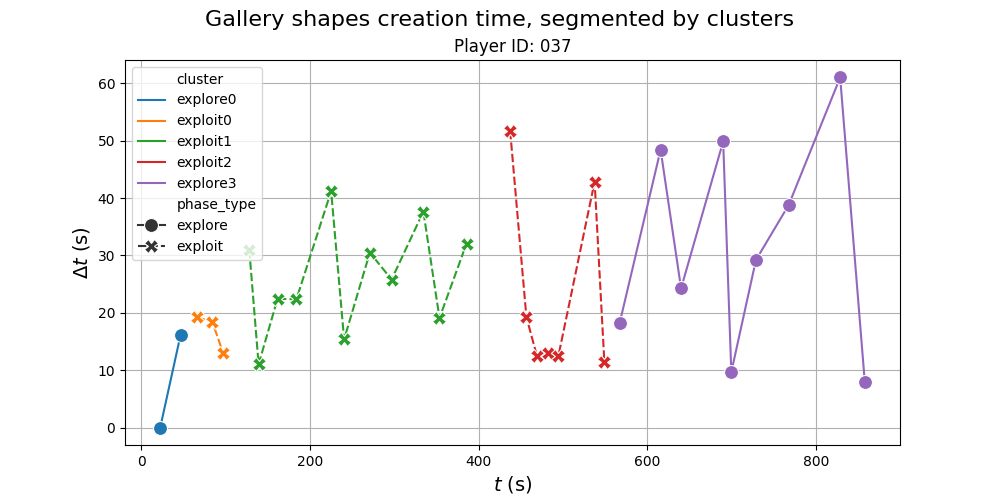 Gallery shapes creation time, segmented by clusters
Player ID: 037
cluster
explore0
exploit0
exploit1
exploit2
explore3
phase_type
explore
exploit
60
50
40
30
20
10
0
Δt (s)
0 200 400 600 800
t (s)